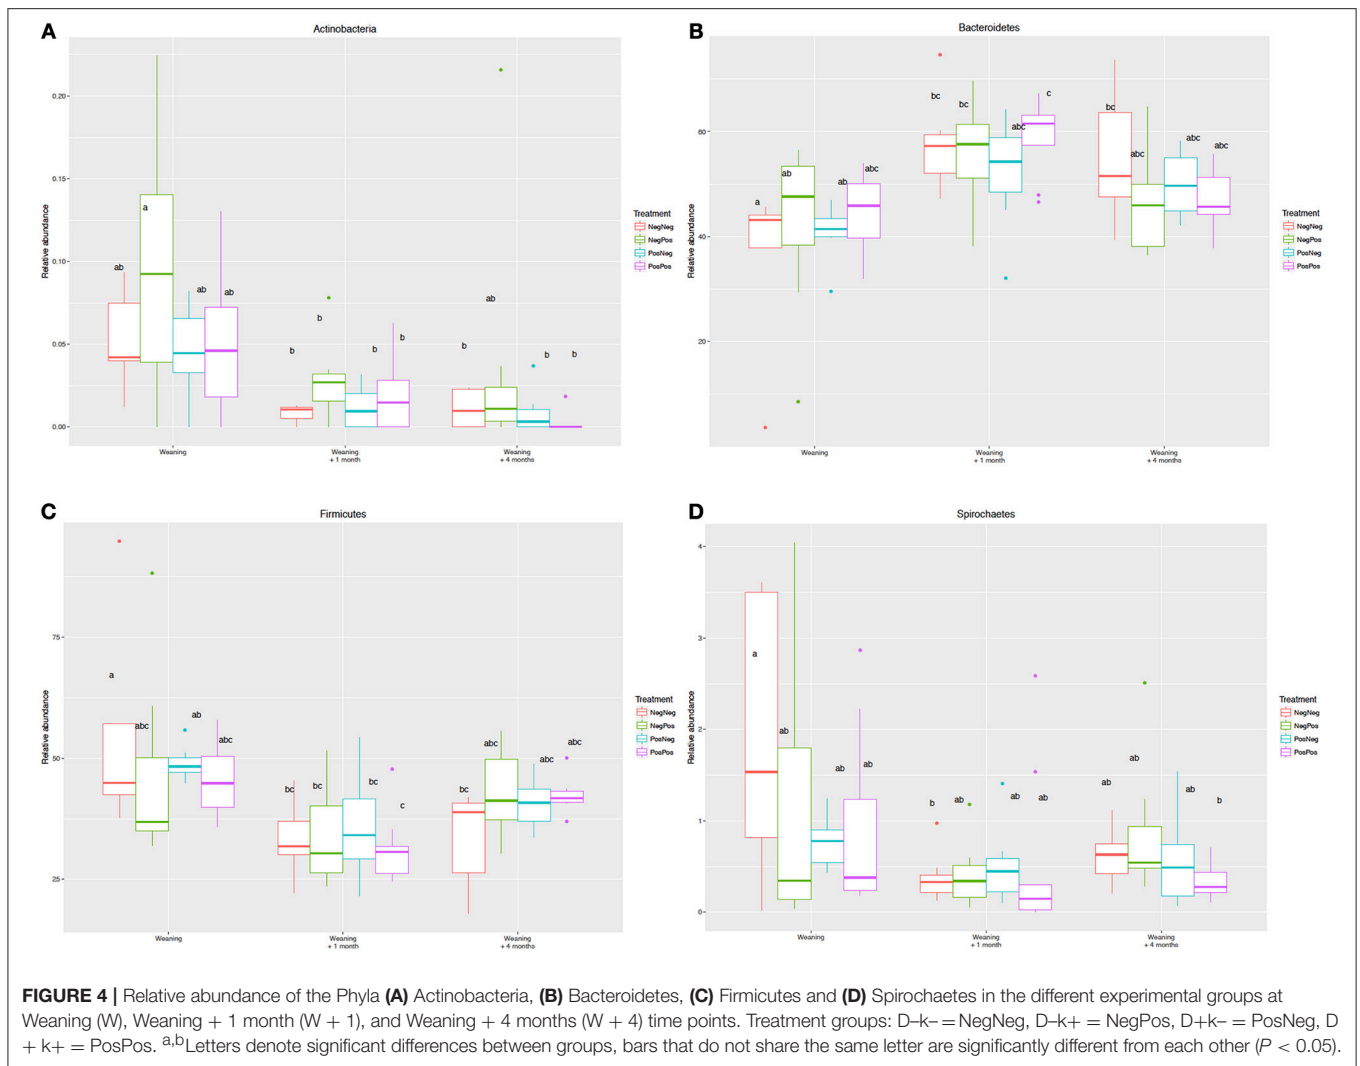 A
Actinobacteria
Relative abundance
0.20
0.15
0.10
0.05
0.00
ab
a
ab
ab
b
b
b
b
b
ab
b
b
Weaning
Weaning
+ 1 month
Weaning
+ 4 months
Treatment
NegNeg
NegPos
PosNeg
PosPos
B
Bacteroidetes
Relative abundance
60
40
20
a
ab
ab
abc
bc
bc
abc
c
bc
abc
abc
abc
Weaning
Weaning
+ 1 month
Weaning
+ 4 months
Treatment
NegNeg
NegPos
PosNeg
PosPos
C
Firmicutes
Relative abundance
75
50
25
a
abc
ab
abc
bc
bc
bc
c
bc
abc
abc
abc
Weaning
Weaning
+ 1 month
Weaning
+ 4 months
Treatment
NegNeg
NegPos
PosNeg
PosPos
D
Spirochaetes
Relative abundance
4
3
2
1
0
a
ab
ab
ab
b
ab
ab
ab
ab
ab
ab
b
Weaning
Weaning
+ 1 month
Weaning
+ 4 months
Treatment
NegNeg
NegPos
PosNeg
PosPos
FIGURE 4 | Relative abundance of the Phyla (A) Actinobacteria, (B) Bacteroidetes, (C) Firmicutes and (D) Spirochaetes in the different experimental groups at
Weaning (W), Weaning + 1 month (W + 1), and Weaning + 4 months (W + 4) time points. Treatment groups: D–k– = NegNeg, D–k+ = NegPos, D+k– = PosNeg, D
+ k+ = PosPos. a,bLetters denote significant differences between groups, bars that do not share the same letter are significantly different from each other (P < 0.05).